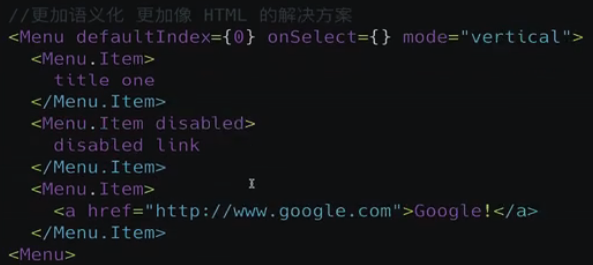 //更加语义化 更加像 HTML 的解决方案
<Menu defaultIndex={0} onSelect={} mode="vertical">
  <Menu.Item>
    title one
  </Menu.Item>
  <Menu.Item disabled>
    disabled link
  </Menu.Item>
  <Menu.Item>
    <a href="http://www.google.com">Google!</a>
  </Menu.Item>
<Menu>